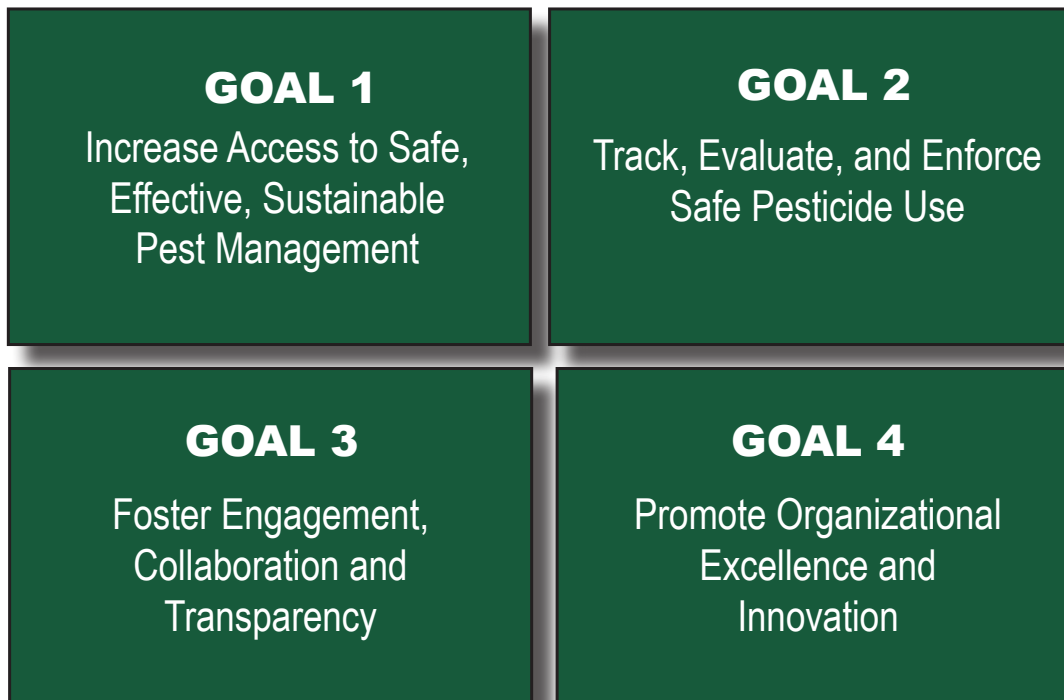 GOAL 1
Increase Access to Safe,
Effective, Sustainable
Pest Management
GOAL 2
Track, Evaluate, and Enforce
Safe Pesticide Use
GOAL 3
Foster Engagement,
Collaboration and
Transparency
GOAL 4
Promote Organizational
Excellence and
Innovation